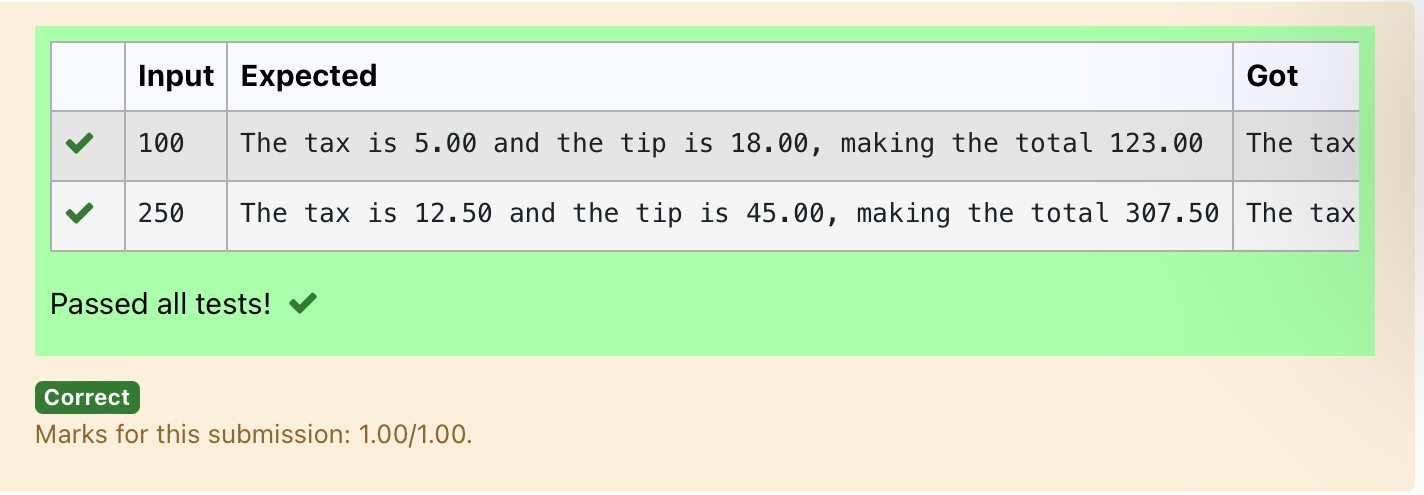 Input Expected Got
100 The tax is 5.00 and the tip is 18.00, making the total 123.00 The tax
250 The tax is 12.50 and the tip is 45.00, making the total 307.50 The tax
Passed all tests!
Correct
Marks for this submission: 1.00/1.00.